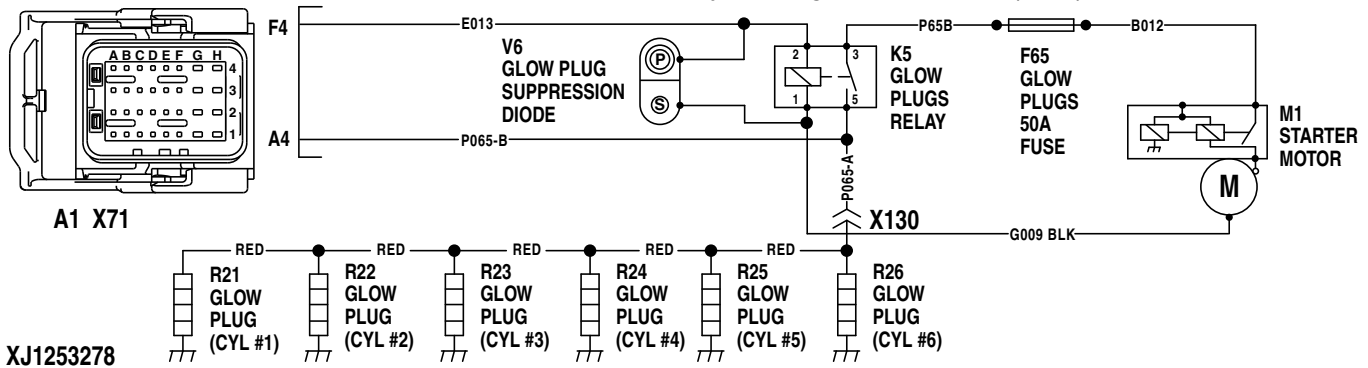 F4
E013
P65B
B012
A B C D E F G H
4
3
2
1
V6
GLOW PLUG
SUPPRESSION
DIODE
P
S
2
3
1
5
K5
GLOW
PLUGS
RELAY
F65
GLOW
PLUGS
50A
FUSE
M1
STARTER
MOTOR
M
A4
P065-B
P065-A
A1 X71
X130
G009 BLK
RED
RED
RED
RED
RED
R21
GLOW
PLUG
(CYL #1)
R22
GLOW
PLUG
(CYL #2)
R23
GLOW
PLUG
(CYL #3)
R24
GLOW
PLUG
(CYL #4)
R25
GLOW
PLUG
(CYL #5)
R26
GLOW
PLUG
(CYL #6)
XJ1253278